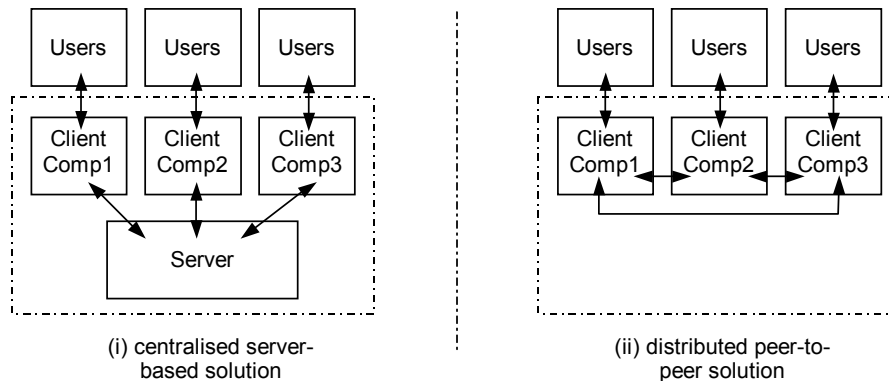 Users
Users
Users
Client
Comp1
Client
Comp2
Client
Comp3
Server
(i) centralised server-
based solution
Users
Users
Users
Client
Comp1
Client
Comp2
Client
Comp3
(ii) distributed peer-to-
peer solution